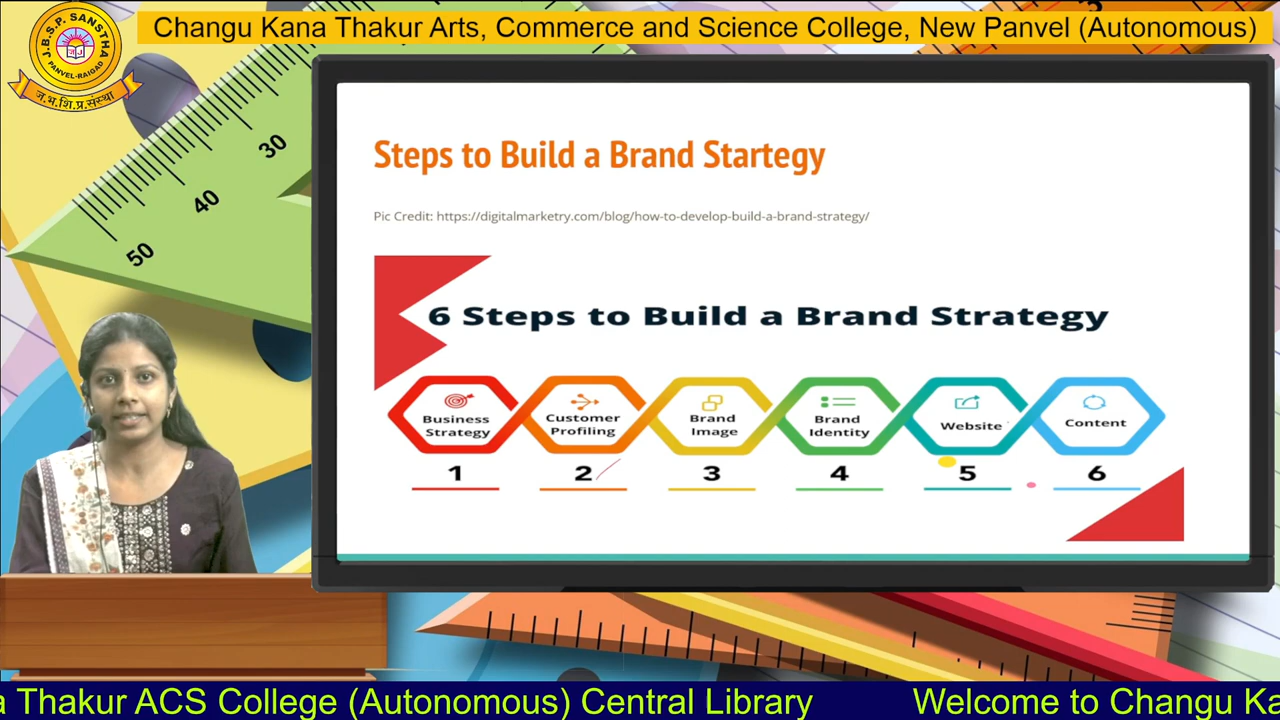 Changu Kana Thakur Arts, Commerce and Science College, New Panvel (Autonomous)
J.B.S.P. SANSTHA
PANVEL-RAIGAD
ज.भ.शि.प्र.संस्था
30
40
50
3
Steps to Build a Brand Startegy
Pic Credit: https://digitalmarketry.com/blog/how-to-develop-build-a-brand-strategy/
6 Steps to Build a Brand Strategy
Business
Strategy
Customer
Profiling
Brand
Image
Brand
Identity
Website
Content
1 2 3 4 5 6
a Thakur ACS College (Autonomous) Central Library Welcome to Changu Ka